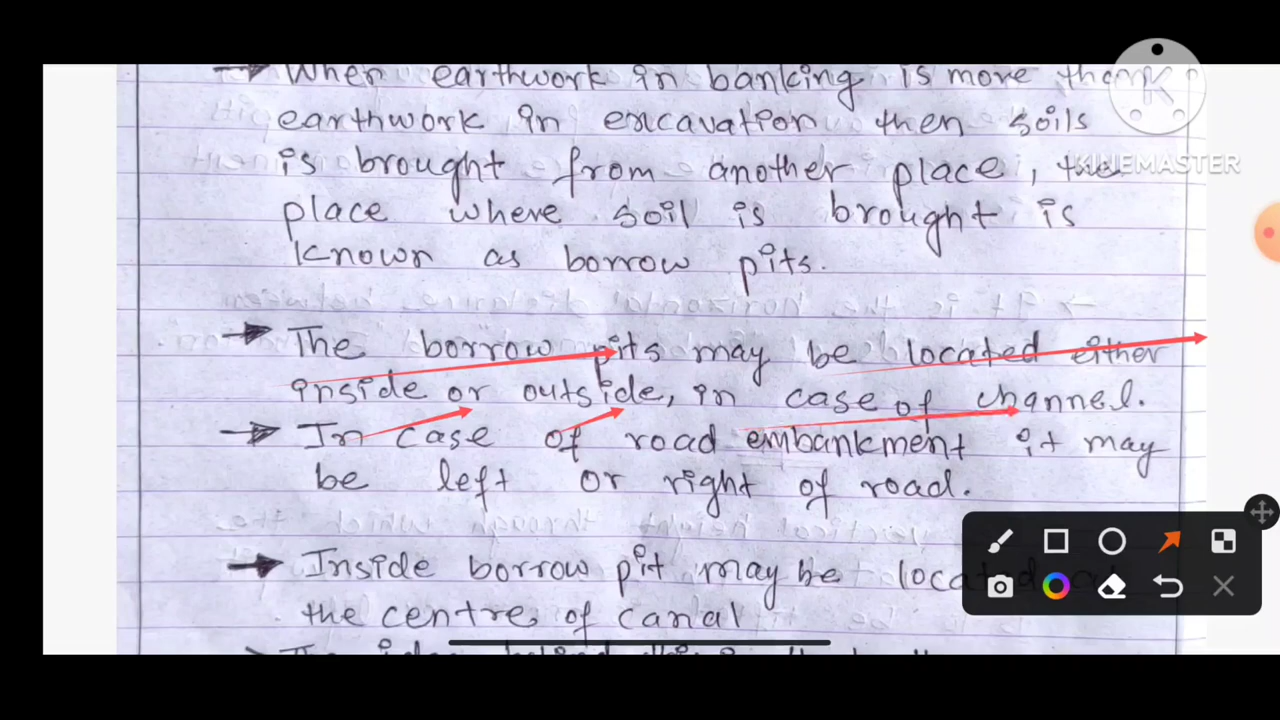 → When earthwork in banking is more than
earthwork in excavation then soils
is brought from another place, the
place where soil is brought is
known as borrow pits.
→ The borrow pits may be located either
inside or outside, in case of channel.
→ In case of road embankment it may
be left or right of road.
→ Inside borrow pit may be located at
the centre of canal
KINEMASTER